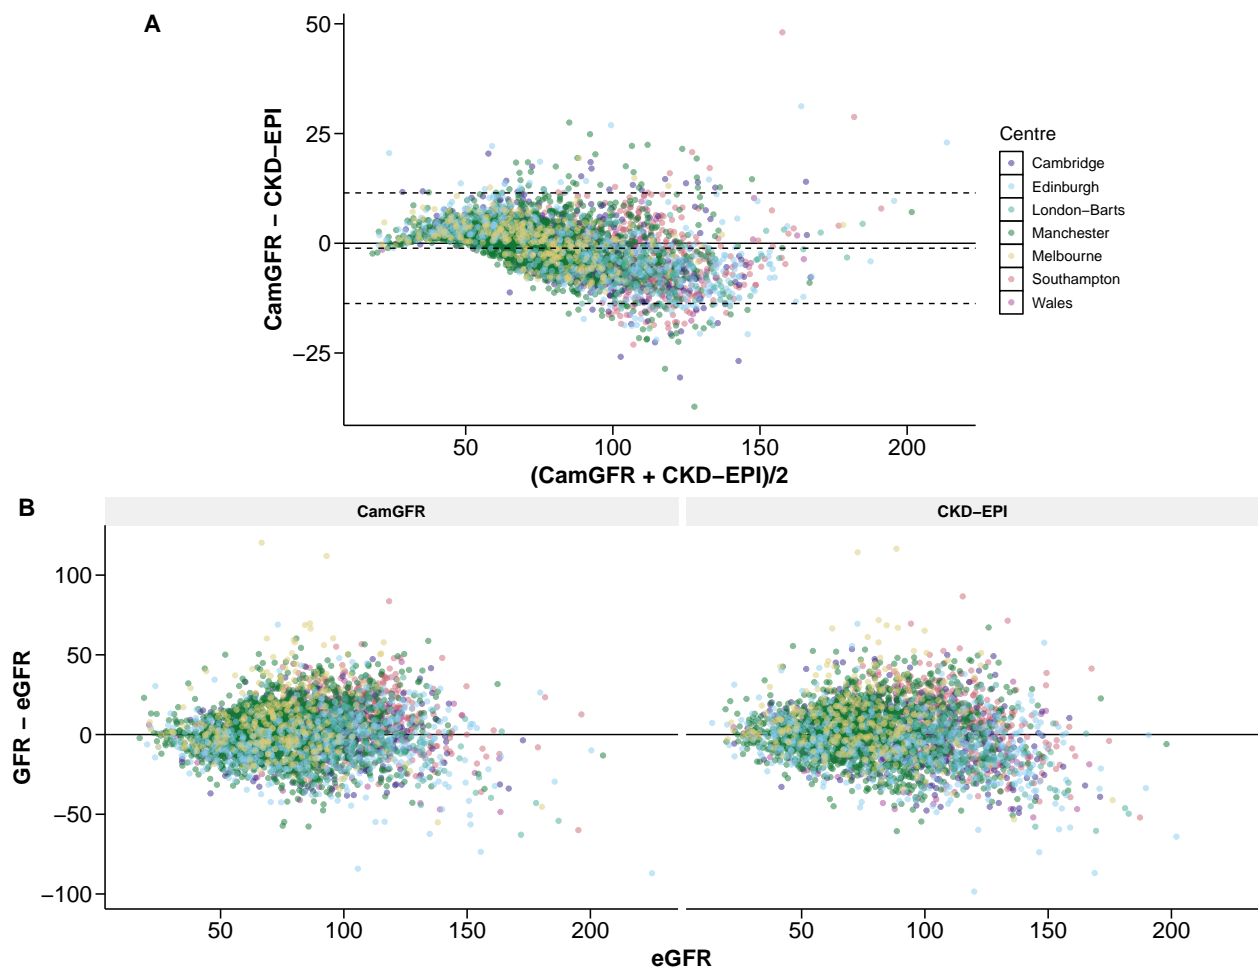 A
50
25
0
−25
CamGFR − CKD−EPI
50
100
150
200
(CamGFR + CKD−EPI)/2
Centre
Cambridge
Edinburgh
London−Barts
Manchester
Melbourne
Southampton
Wales
B
CamGFR
CKD−EPI
100
50
0
−50
−100
GFR − eGFR
50
100
150
200
50
100
150
200
eGFR